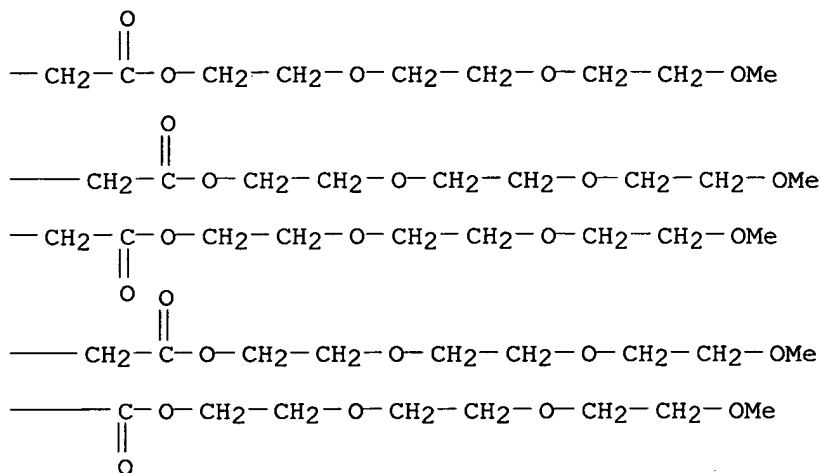 O
— CH2— C— O— CH2— CH2— O— CH2— CH2— O— CH2— CH2— OMe
O
— CH2— C— O— CH2— CH2— O— CH2— CH2— O— CH2— CH2— OMe
— CH2— C— O— CH2— CH2— O— CH2— CH2— O— CH2— CH2— OMe
O
O
— CH2— C— O— CH2— CH2— O— CH2— CH2— O— CH2— CH2— OMe
— C— O— CH2— CH2— O— CH2— CH2— O— CH2— CH2— OMe
O